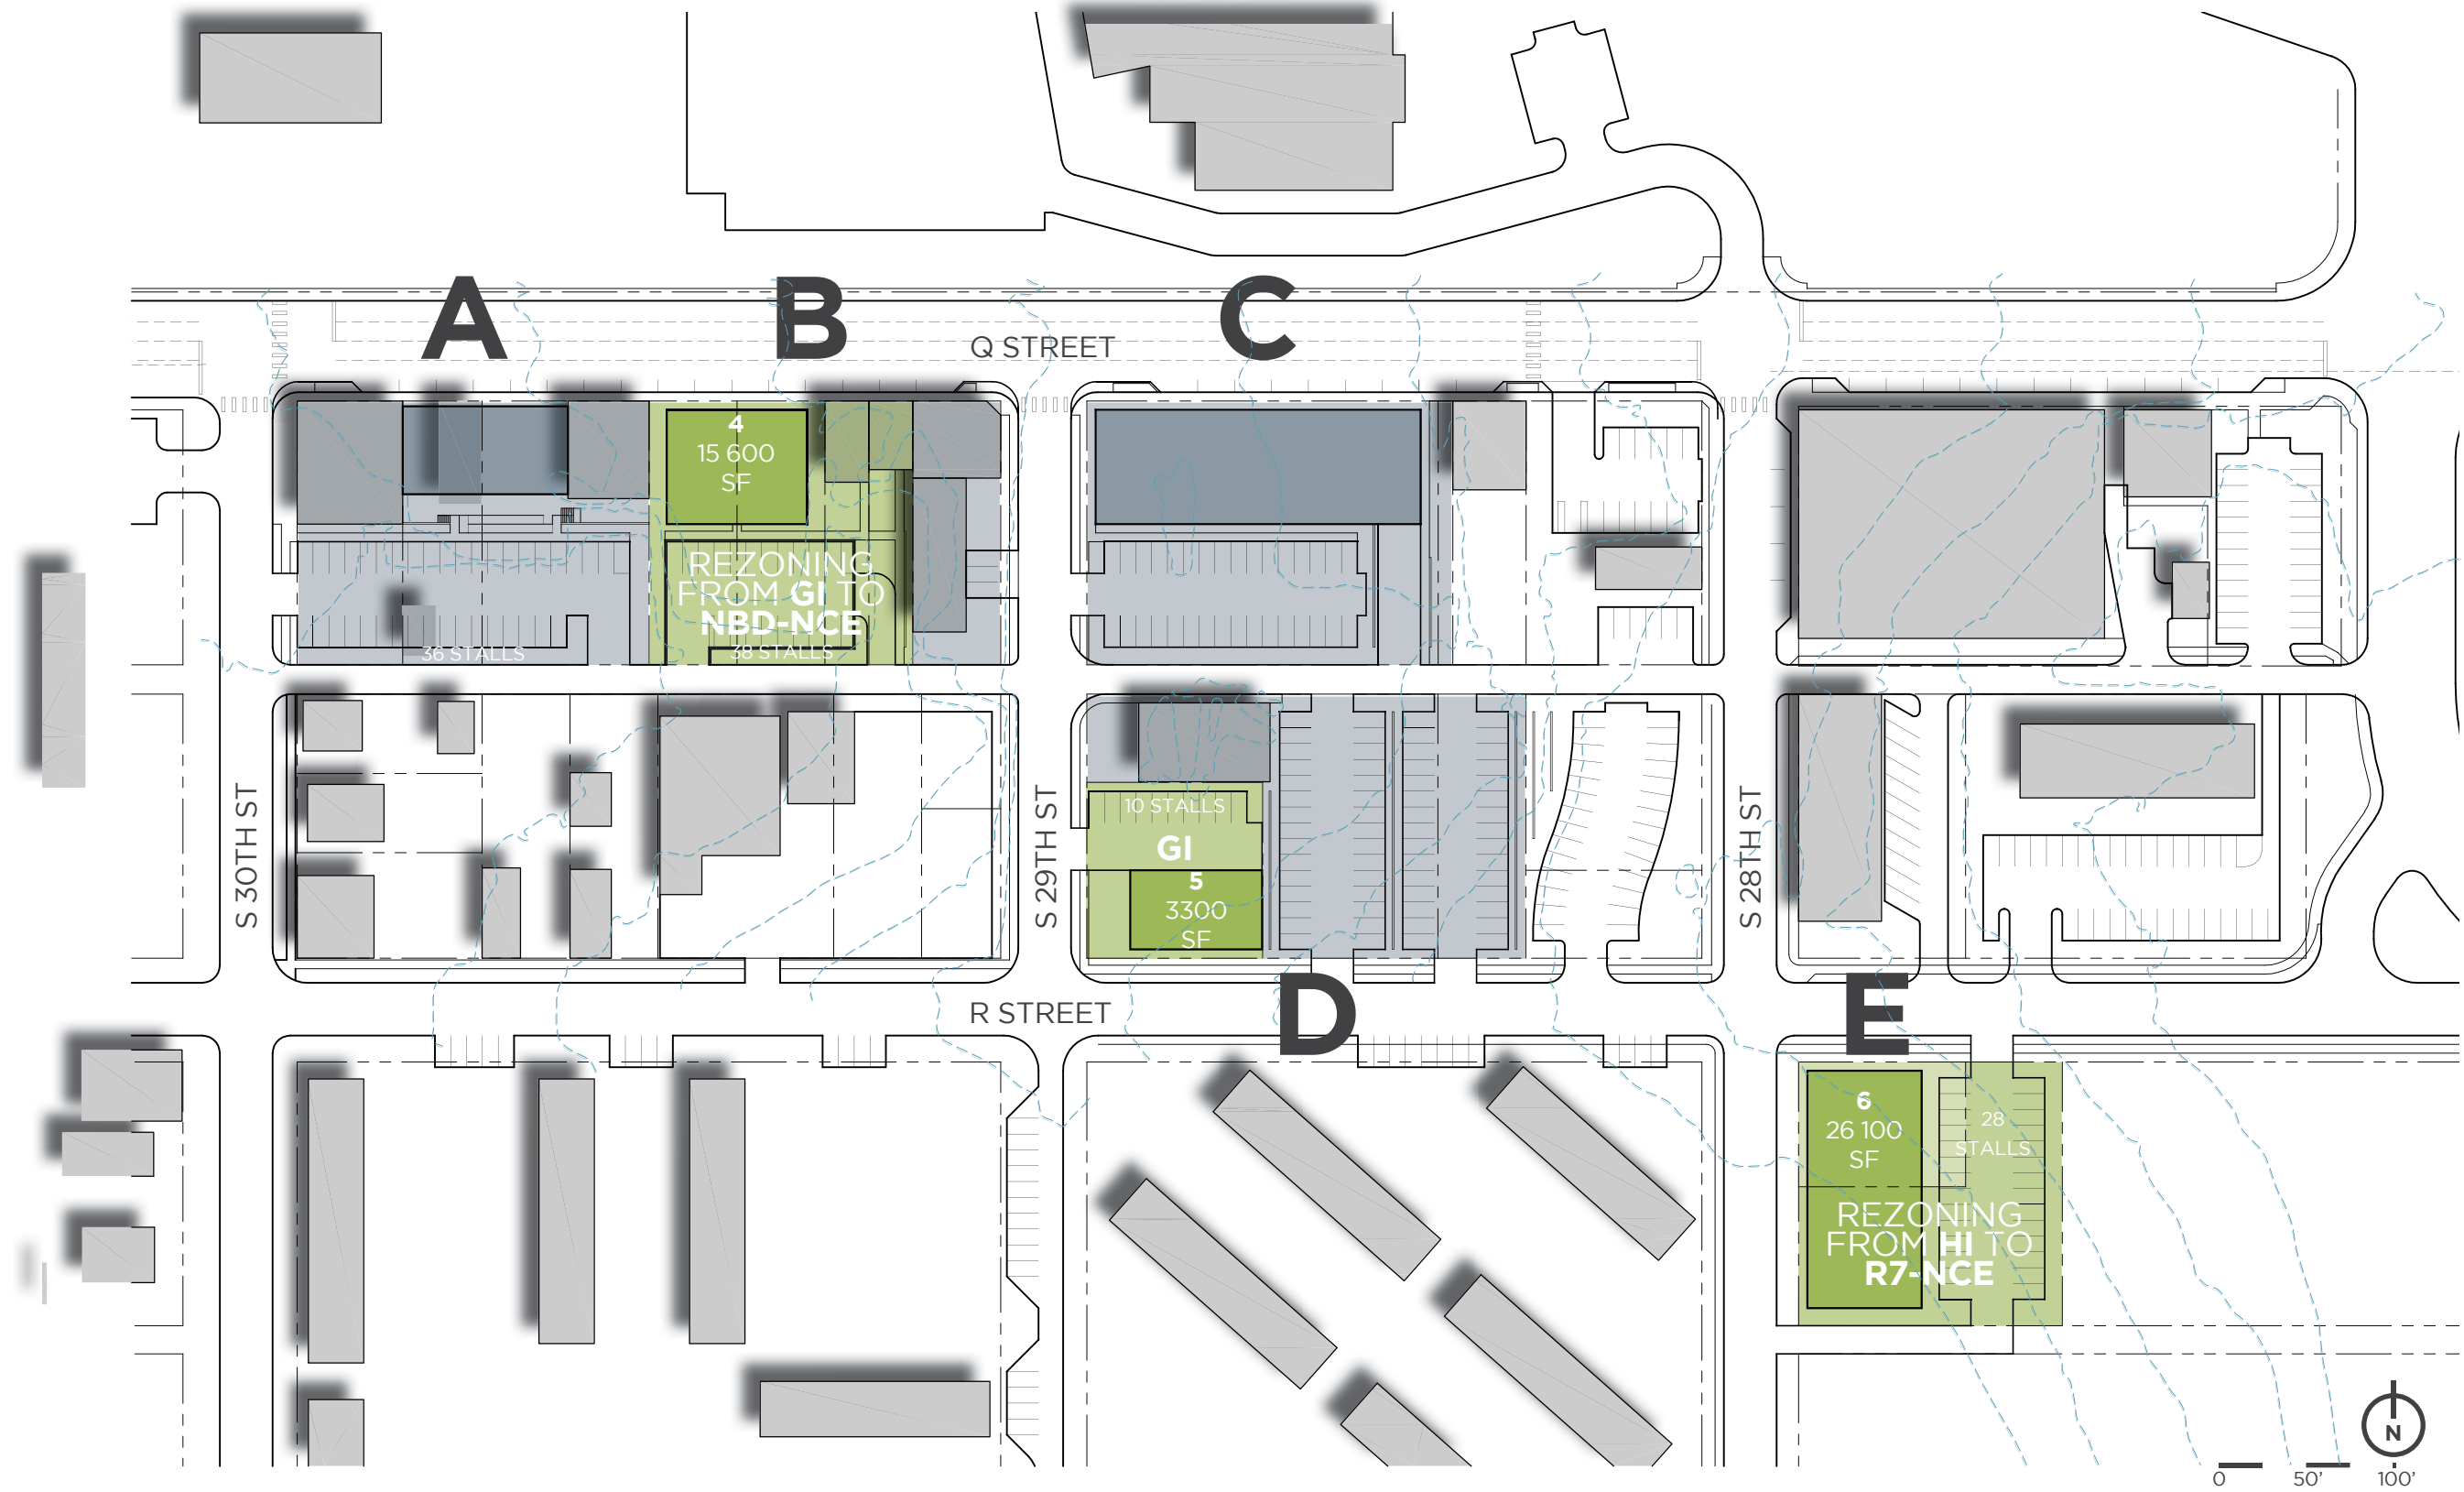 A
B
C
Q STREET
4
15 600
SF
REZONING
FROM GI TO
NBD-NCE
36 STALLS
38 STALLS
S 30TH ST
S 29TH ST
S 28TH ST
10 STALLS
GI
5
3300
SF
R STREET
D
E
6
26 100
SF
28
STALLS
REZONING
FROM HI TO
R7-NCE
N
0 50' 100'